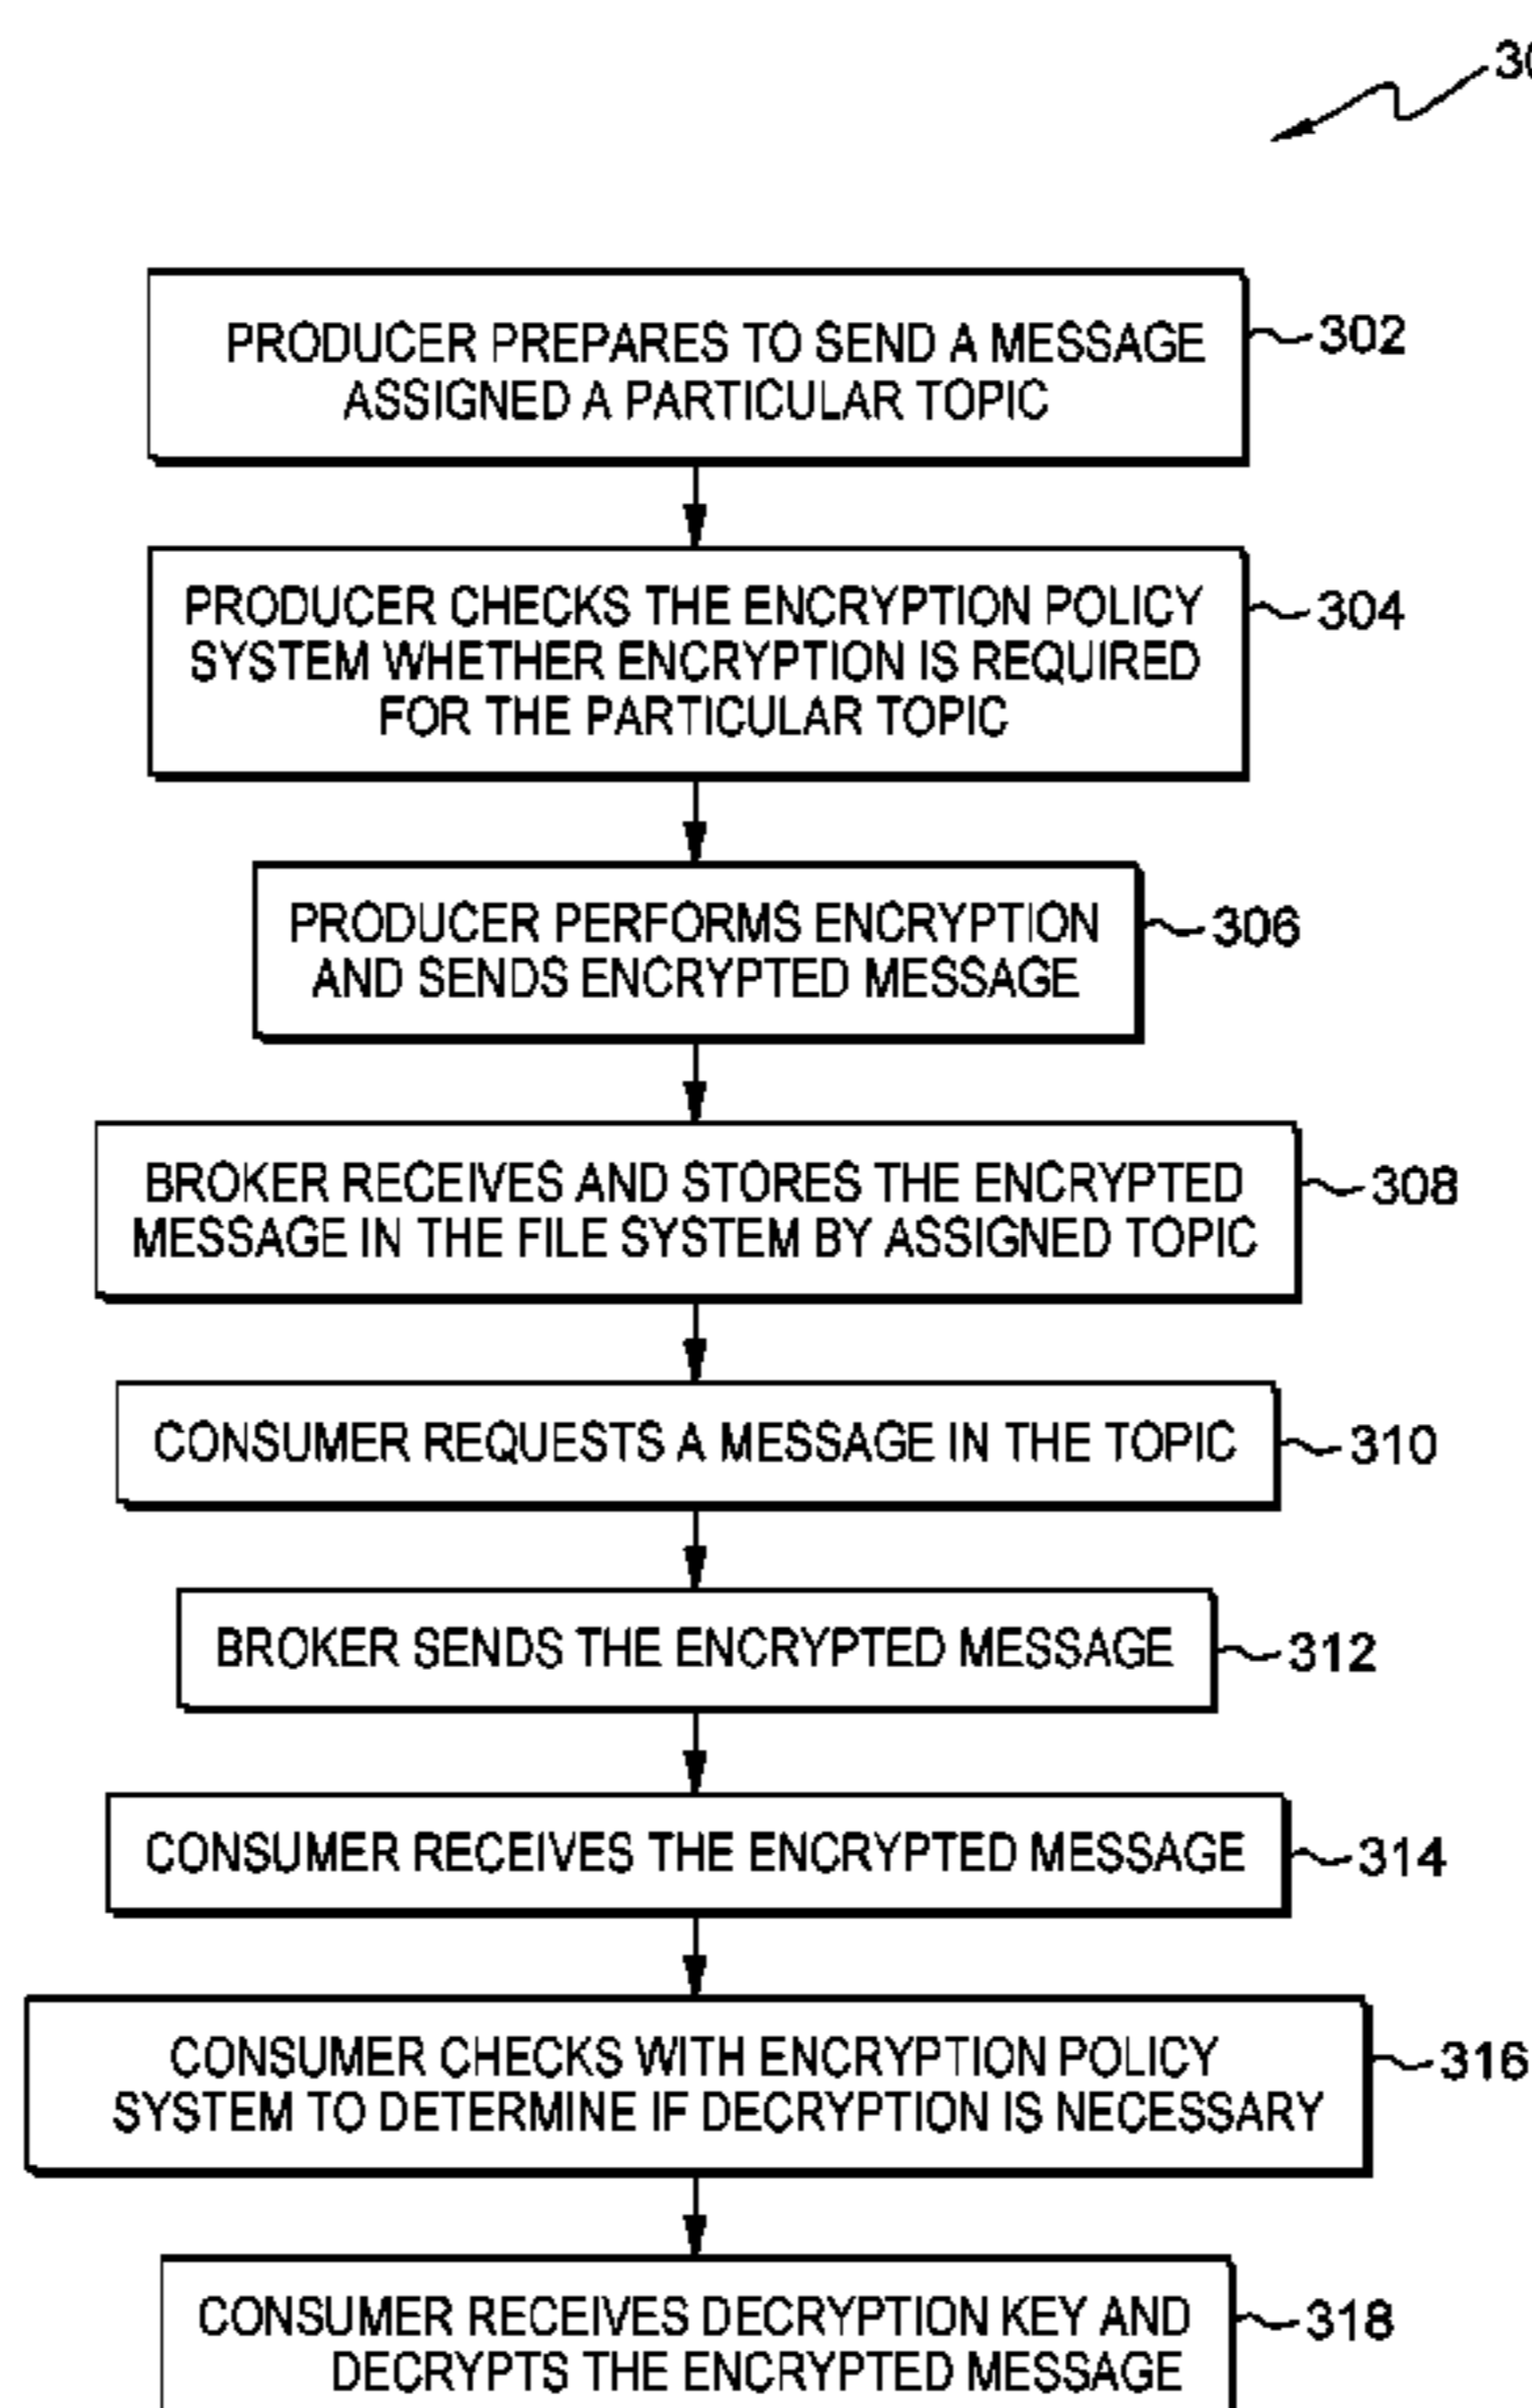 PRODUCER PREPARES TO SEND A MESSAGE
ASSIGNED A PARTICULAR TOPIC
302
PRODUCER CHECKS THE ENCRYPTION POLICY
SYSTEM WHETHER ENCRYPTION IS REQUIRED
FOR THE PARTICULAR TOPIC
304
PRODUCER PERFORMS ENCRYPTION
AND SENDS ENCRYPTED MESSAGE
306
BROKER RECEIVES AND STORES THE ENCRYPTED
MESSAGE IN THE FILE SYSTEM BY ASSIGNED TOPIC
308
CONSUMER REQUESTS A MESSAGE IN THE TOPIC
310
BROKER SENDS THE ENCRYPTED MESSAGE
312
CONSUMER RECEIVES THE ENCRYPTED MESSAGE
314
CONSUMER CHECKS WITH ENCRYPTION POLICY
SYSTEM TO DETERMINE IF DECRYPTION IS NECESSARY
316
CONSUMER RECEIVES DECRYPTION KEY AND
DECRYPTS THE ENCRYPTED MESSAGE
318